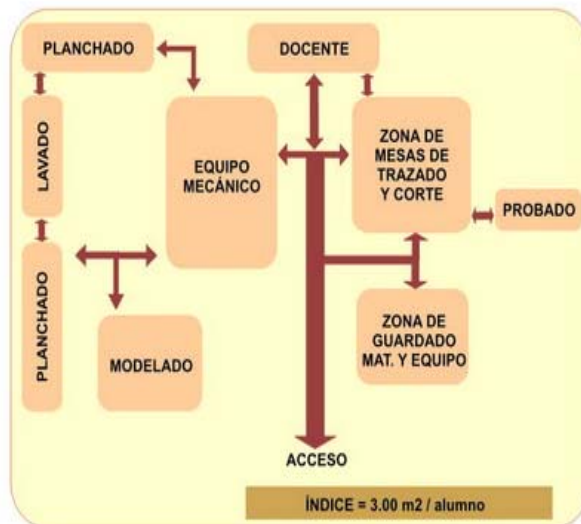 PLANCHADO
DOCENTE
LAVADO
EQUIPO
MECÁNICO
ZONA DE
MESAS DE
TRAZADO
Y CORTE
PROBADO
PLANCHADO
MODELADO
ZONA DE
GUARDADO
MAT. Y EQUIPO
ACCESO
ÍNDICE = 3.00 m2 / alumno